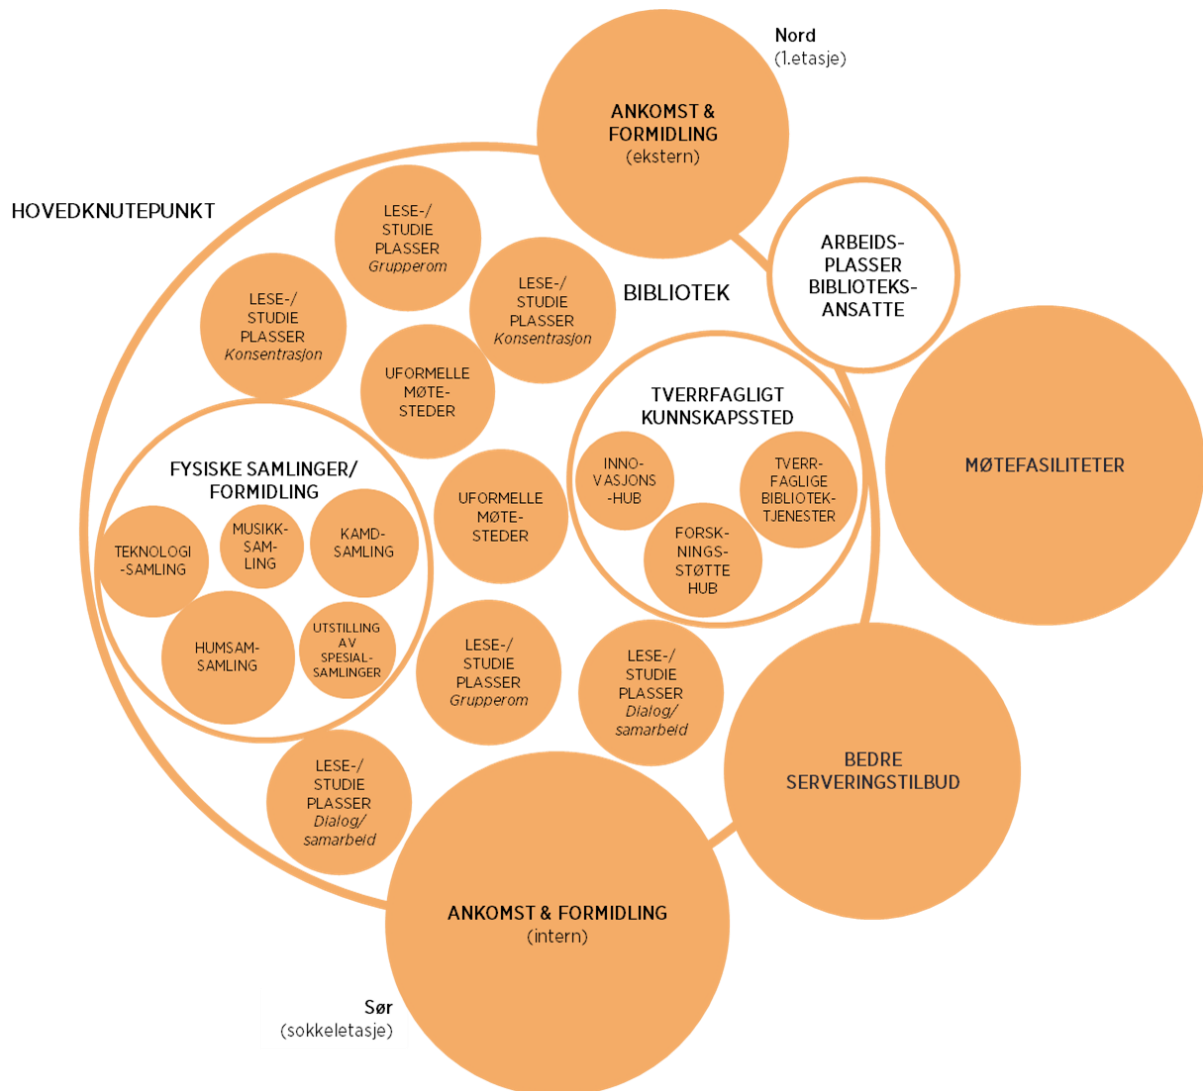 Nord
(1.etasje)
ANKOMST &
FORMIDLING
(ekstern)
HOVEDKNUTEPUNKT
LESE-/
STUDIE
PLASSER
Grupperom
ARBEIDS-
PLASSER
BIBLIOTEKS-
ANSATTE
LESE-/
STUDIE
PLASSER
Konsentrasjon
LESE-/
STUDIE
PLASSER
Konsentrasjon
BIBLIOTEK
UFORMELLE
MØTE-
STEDER
TVERRFAGLIGT
KUNNSKAPSSTED
INNO-
VASJONS
-HUB
TVERR-
FAGLIGE
BIBLIOTEK-
TJENESTER
FORSK-
NINGS-
STØTTE
HUB
MØTEFASILITETER
FYSISKE SAMLINGER/
FORMIDLING
TEKNOLOGI
-SAMLING
MUSIKK-
SAM-
LING
KAMD-
SAMLING
HUMSAM-
SAMLING
UTSTILLING
AV
SPESIAL-
SAMLINGER
UFORMELLE
MØTE-
STEDER
LESE-/
STUDIE
PLASSER
Grupperom
LESE-/
STUDIE
PLASSER
Dialog/
samarbeid
LESE-/
STUDIE
PLASSER
Dialog/
samarbeid
BEDRE
SERVERINGSTILBUD
ANKOMST & FORMIDLING
(intern)
Sør
(sokkeletasje)